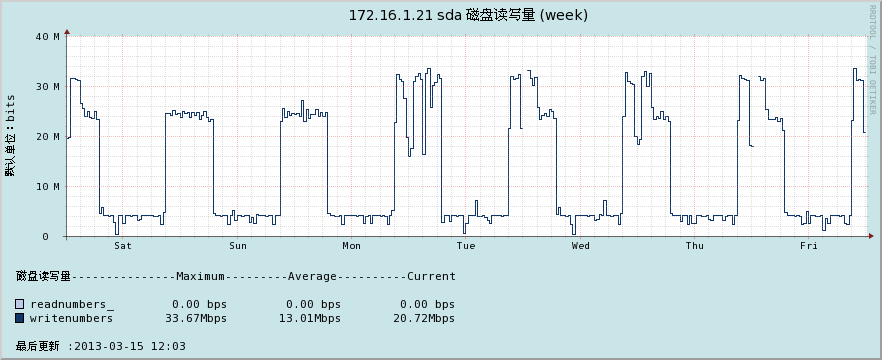 172.16.1.21 sda 磁盘读写量 (week)
RRDTOOL / TOBI OETIKER
默认单位：bits
40 M
30 M
20 M
10 M
0
Sat Sun Mon Tue Wed Thu Fri
磁盘读写量---------------Maximum---------Average----------Current
readnumbers_ 0.00 bps 0.00 bps 0.00 bps
writenumbers 33.67Mbps 13.01Mbps 20.72Mbps
最后更新 :2013-03-15 12:03